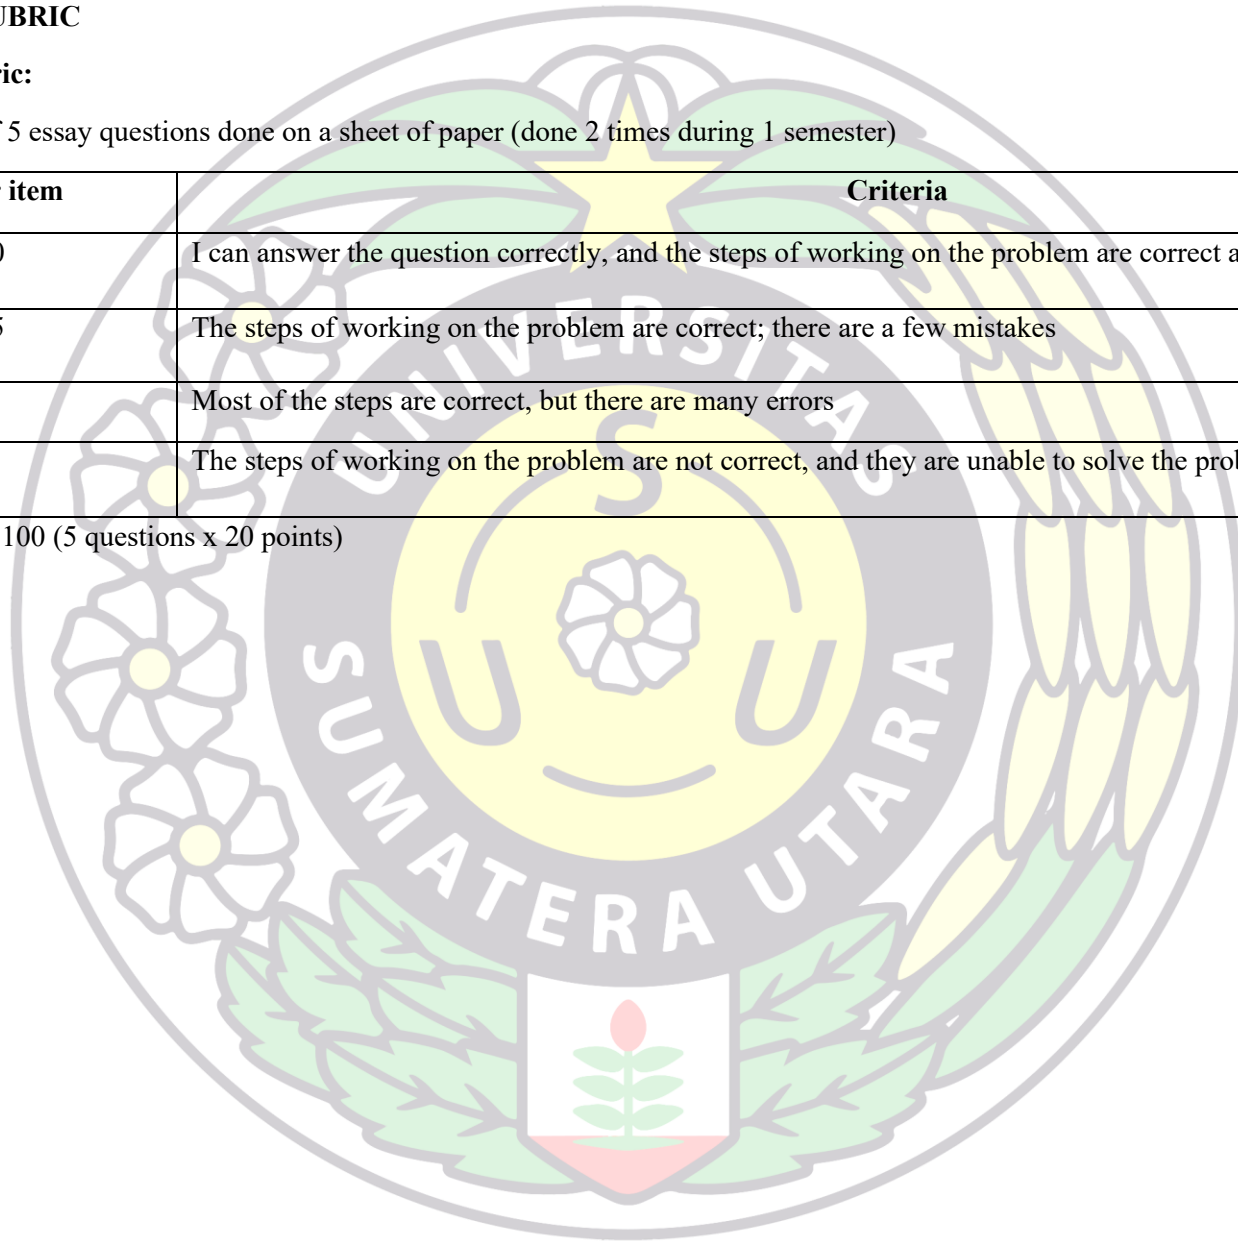 UBRIC
ric:
5 essay questions done on a sheet of paper (done 2 times during 1 semester)
item
Criteria
0
I can answer the question correctly, and the steps of working on the problem are correct a
5
The steps of working on the problem are correct; there are a few mistakes
Most of the steps are correct, but there are many errors
The steps of working on the problem are not correct, and they are unable to solve the prob
100 (5 questions x 20 points)
UNIVERSITAS
S
U U
SUMATERA UTARA